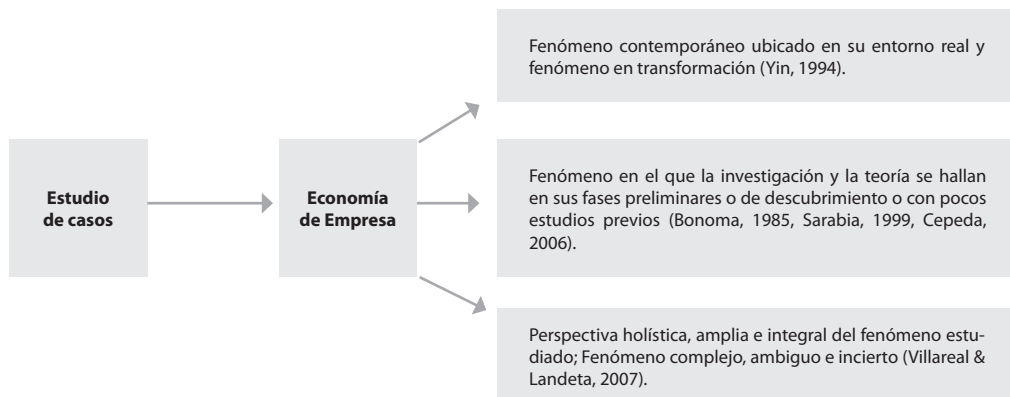 Fenómeno contemporáneo ubicado en su entorno real y
fenómeno en transformación (Yin, 1994).
Estudio
de casos
Economía
de Empresa
Fenómeno en el que la investigación y la teoría se hallan
en sus fases preliminares o de descubrimiento o con pocos
estudios previos (Bonoma, 1985, Sarabia, 1999, Cepeda,
2006).
Perspectiva holística, amplia e integral del fenómeno estu-
diado; Fenómeno complejo, ambiguo e incierto (Villareal &
Landeta, 2007).